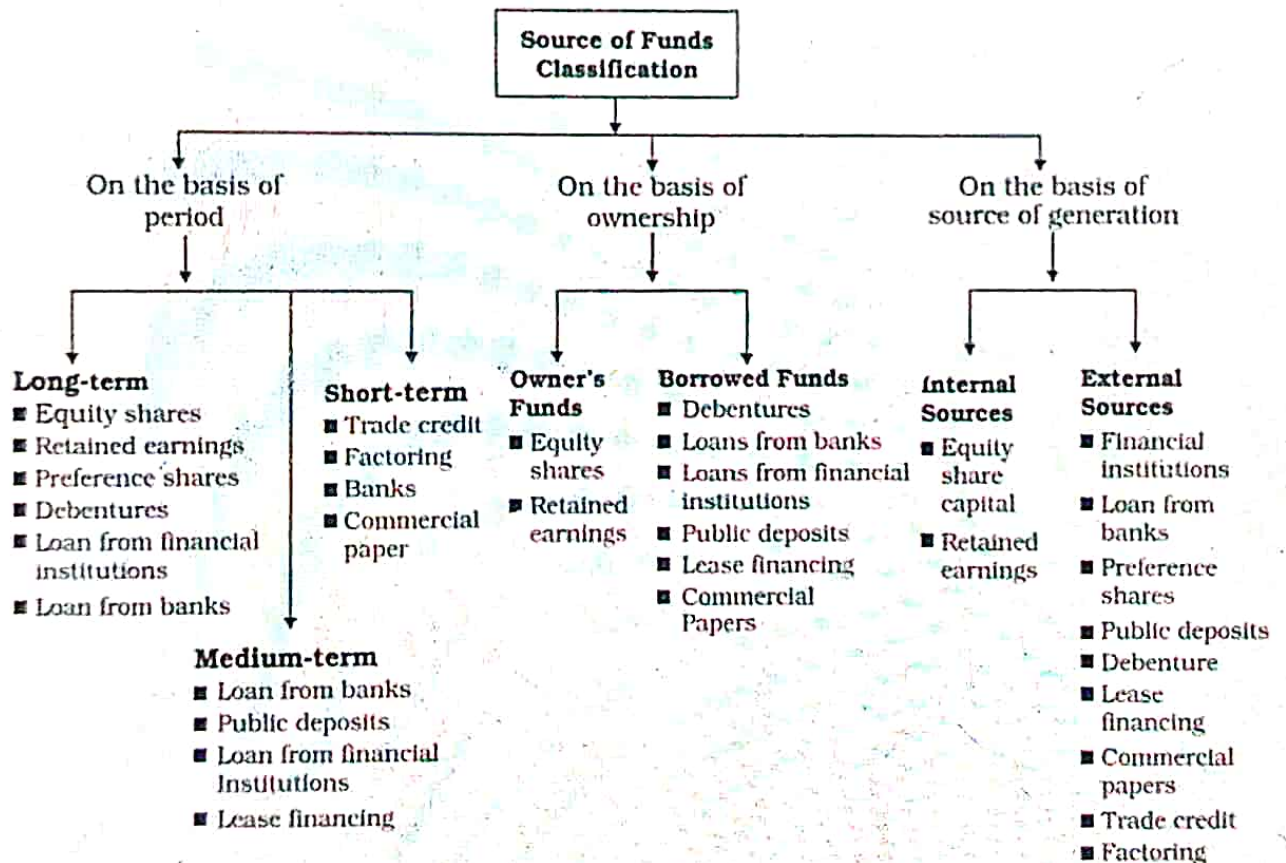 Source of Funds
Classification
On the basis of
period
On the basis of
ownership
On the basis of
source of generation
Long-term
■ Equity shares
■ Retained earnings
■ Preference shares
■ Debentures
■ Loan from financial
institutions
■ Loan from banks
Short-term
■ Trade credit
■ Factoring
■ Banks
■ Commercial
paper
Medium-term
■ Loan from banks
■ Public deposits
■ Loan from financial
Institutions
■ Lease financing
Owner's
Funds
■ Equity
shares
■ Retained
earnings
Borrowed Funds
■ Debentures
■ Loans from banks
■ Loans from financial
institutions
■ Public deposits
■ Lease financing
■ Commercial
Papers
Internal
Sources
■ Equity
share
capital
■ Retained
earnings
External
Sources
■ Financial
institutions
■ Loan from
banks
■ Preference
shares
■ Public deposits
■ Debenture
■ Lease
financing
■ Commercial
papers
■ Trade credit
■ Factoring